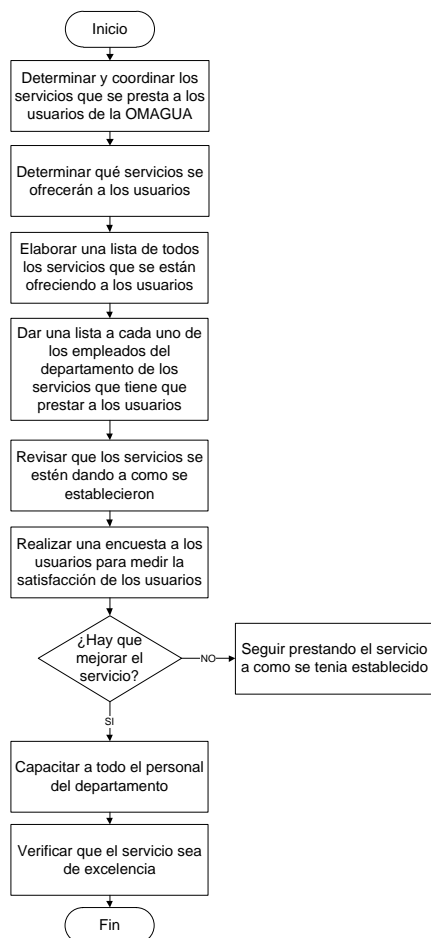 Inicio
Determinar y coordinar los
servicios que se presta a los
usuarios de la OMAGUA
Determinar qué servicios se
ofrecerán a los usuarios
Elaborar una lista de todos
los servicios que se están
ofreciendo a los usuarios
Dar una lista a cada uno de
los empleados del
departamento de los
servicios que tiene que
prestar a los usuarios
Revisar que los servicios se
estén dando a como se
establecieron
Realizar una encuesta a los
usuarios para medir la
satisfacción de los usuarios
¿Hay que
mejorar el
servicio?
NO
Seguir prestando el servicio
a como se tenia establecido
SI
Capacitar a todo el personal
del departamento
Verificar que el servicio sea
de excelencia
Fin